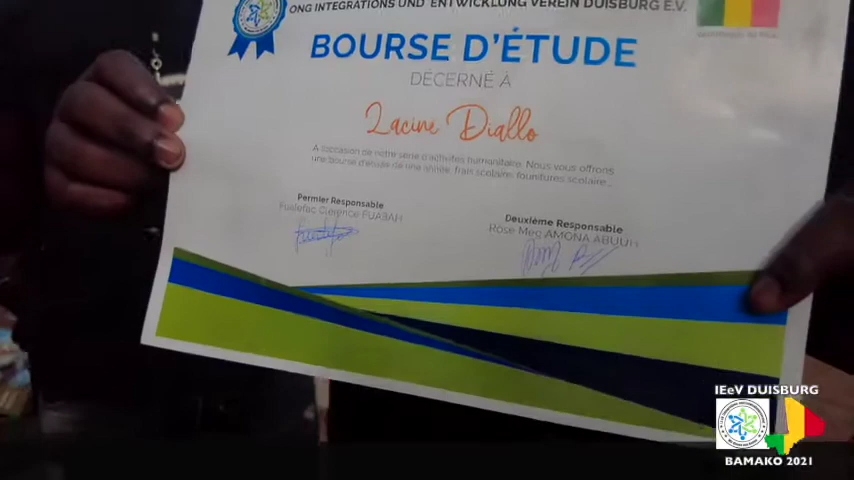 ONG INTEGRATIONS UND ENTWICKLUNG VEREIN DUISBURG E.V.
BOURSE D'ÉTUDE
DÉCERNÉ À
Lacine Diallo
A l'occasion de notre série d'activités humanitaire. Nous vous offrons
une bourse d'étude de une année, frais scolaire, founitures scolaire...
Permier Responsable
Deuxième Responsable
Rose Meg AMONA ABUUH
IEeV DUISBURG
BAMAKO 2021